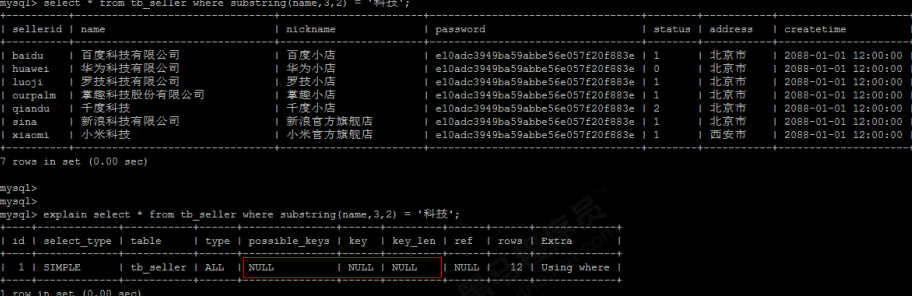 mysql> select * from tb_seller where substring(name,3,2) = '科技';
| sellerid | name | nickname | password | status | address | createtime |
| baidu | 百度科技有限公司 | 百度小店 | e10adc3949ba59abbe56e057f20f883e | 1 | 北京市 | 2088-01-01 12:00:00 |
| huawei | 华为科技有限公司 | 华为小店 | e10adc3949ba59abbe56e057f20f883e | 0 | 北京市 | 2088-01-01 12:00:00 |
| luoji | 罗技科技有限公司 | 罗技小店 | e10adc3949ba59abbe56e057f20f883e | 1 | 北京市 | 2088-01-01 12:00:00 |
| ourpalm | 掌趣科技股份有限公司 | 掌趣小店 | e10adc3949ba59abbe56e057f20f883e | 1 | 北京市 | 2088-01-01 12:00:00 |
| qiandu | 千度科技 | 千度小店 | e10adc3949ba59abbe56e057f20f883e | 2 | 北京市 | 2088-01-01 12:00:00 |
| sina | 新浪科技有限公司 | 新浪官方旗舰店 | e10adc3949ba59abbe56e057f20f883e | 1 | 北京市 | 2088-01-01 12:00:00 |
| xiaomi | 小米科技 | 小米官方旗舰店 | e10adc3949ba59abbe56e057f20f883e | 1 | 西安市 | 2088-01-01 12:00:00 |
7 rows in set (0.00 sec)
mysql>
mysql>
mysql> explain select * from tb_seller where substring(name,3,2) = '科技';
| id | select_type | table | type | possible_keys | key | key_len | ref | rows | Extra |
| 1 | SIMPLE | tb_seller | ALL | NULL | NULL | NULL | NULL | 12 | Using where |
1 row in set (0.00 sec)